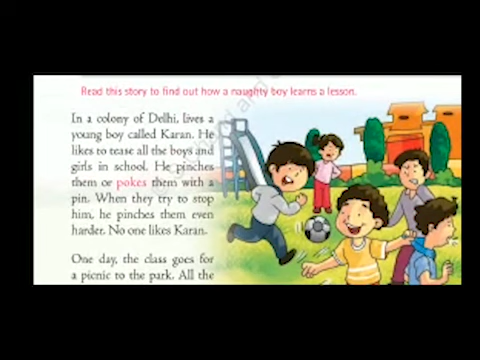 Read this story to find out how a naughty boy learns a lesson.
In a colony of Delhi, lives a
young boy called Karan. He
likes to tease all the boys and
girls in school. He pinches
them or pokes them with a
pin. When they try to stop
him, he pinches them even
harder. No one likes Karan.
One day, the class goes for
a picnic to the park. All the